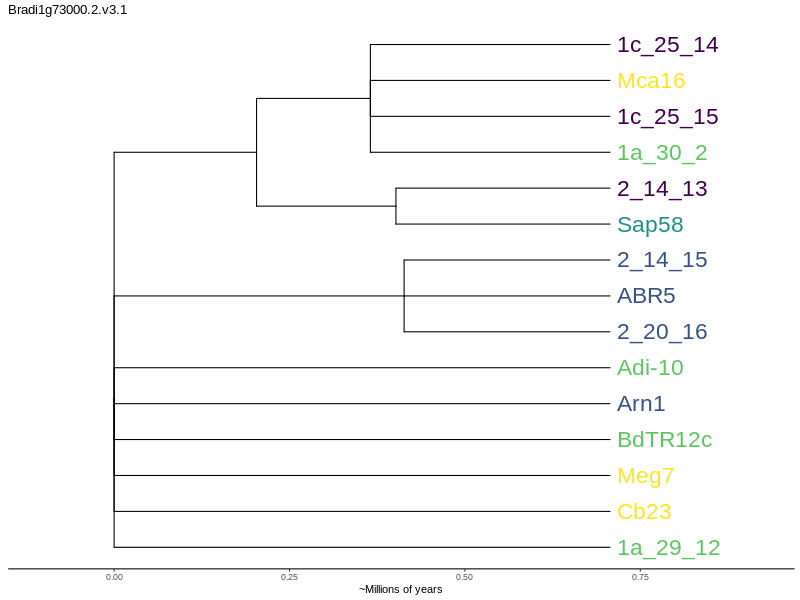 Bradi1g73000.2.v3.1
1c_25_14
Mca16
1c_25_15
1a_30_2
2_14_13
Sap58
2_14_15
ABR5
2_20_16
Adi-10
Arn1
BdTR12c
Meg7
Cb23
1a_29_12
0.00 0.25 0.50 0.75
~Millions of years